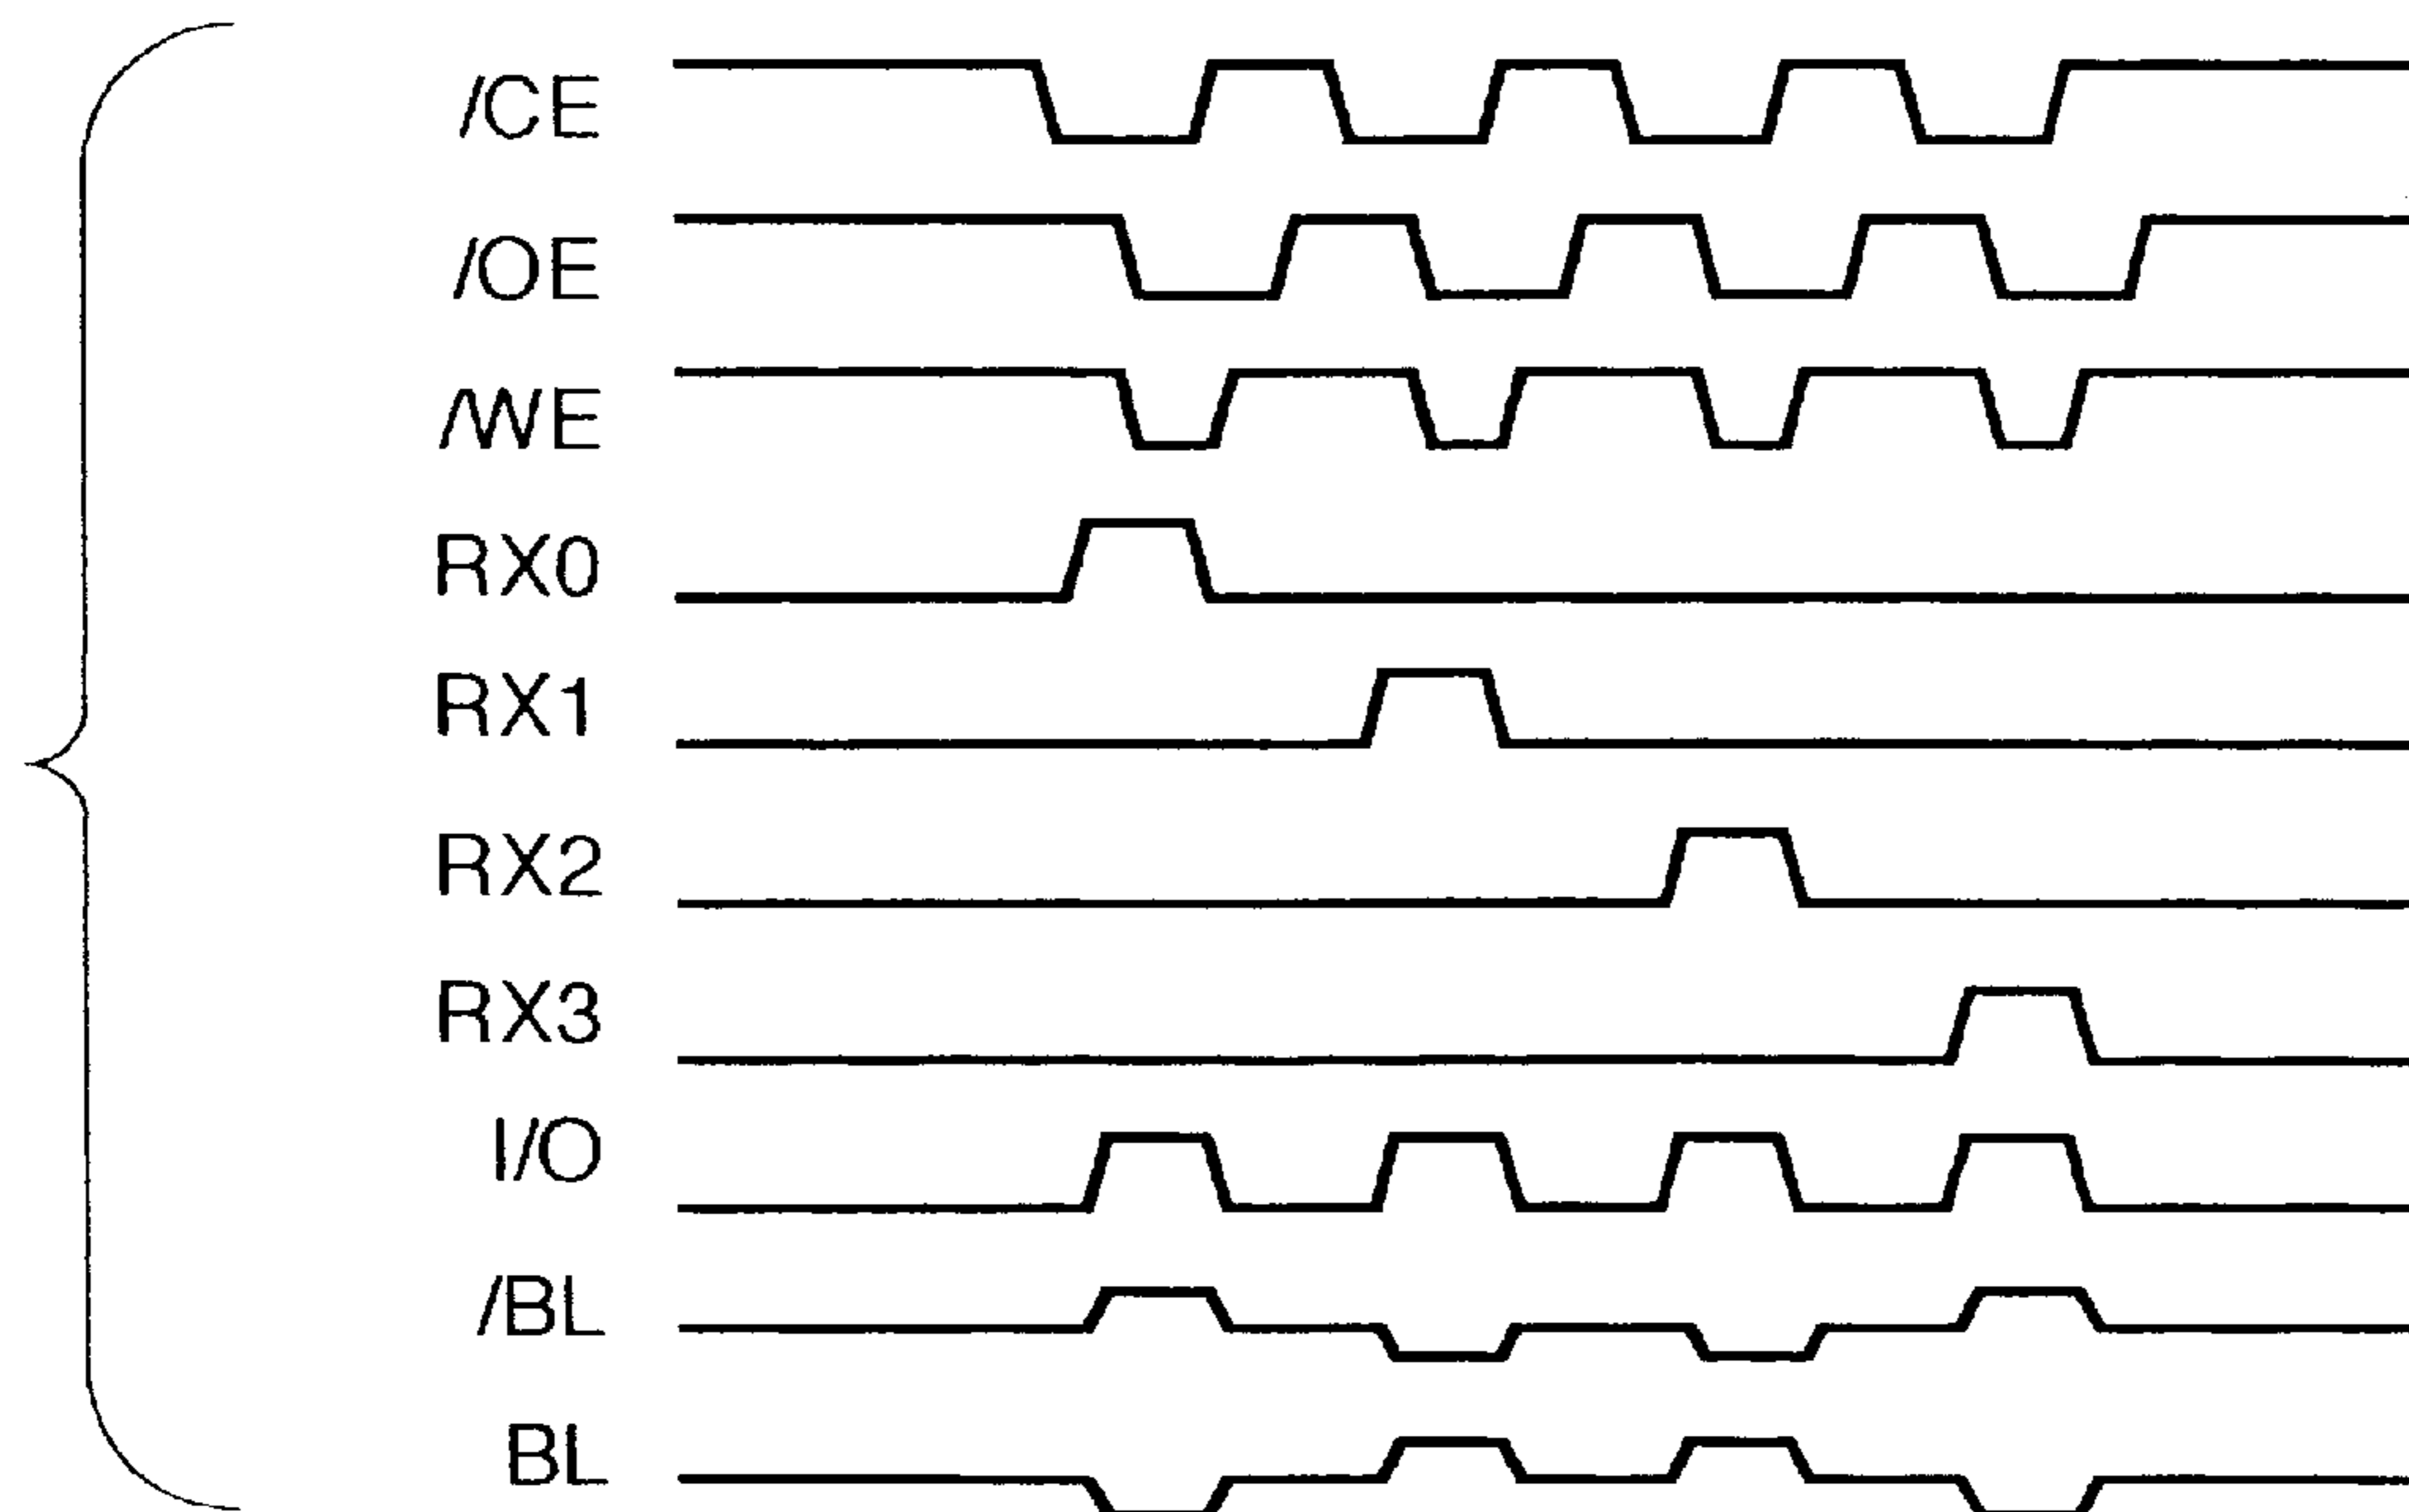 /CE
/OE
/WE
RX0
RX1
RX2
RX3
I/O
/BL
BL